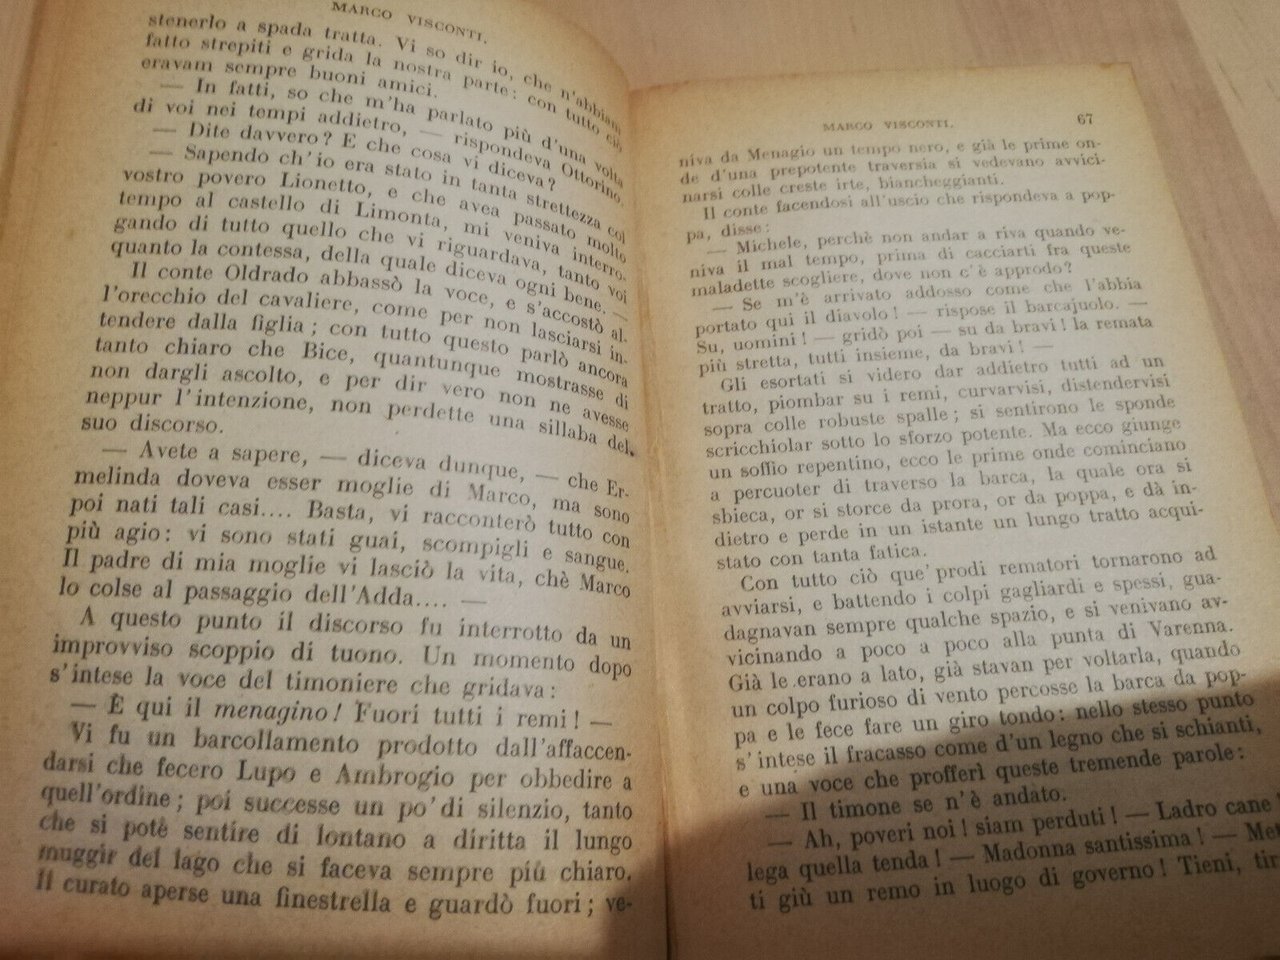 MARCO VISCONTI.
stenerlo a spada tratta. Vi so dir io, che n'abbiam
fatto strepiti e grida la nostra parte: con tutto ciò
eravam sempre buoni amici.
— In fatti, so che m'ha parlato più d'una volta
di voi nei tempi addietro, — rispondeva Ottorino.
— Dite davvero? E che cosa vi diceva?
— Sapendo ch'io era stato in tanta strettezza col
vostro povero Lionetto, e che avea passato molto
tempo al castello di Limonta, mi veniva interro-
gando di tutto quello che vi riguardava, tanto voi
quanto la contessa, della quale diceva ogni bene. —
Il conte Oldrado abbassò la voce, e s'accostò al-
l'orecchio del cavaliere, come per non lasciarsi in-
tendere dalla figlia; con tutto questo parlò ancora
tanto chiaro che Bice, quantunque mostrasse di
non dargli ascolto, e per dir vero non ne avesse
neppur l'intenzione, non perdette una sillaba del
suo discorso.
— Avete a sapere, — diceva dunque, — che Er-
melinda doveva esser moglie di Marco, ma sono
poi nati tali casi.... Basta, vi racconterò tutto con
più agio: vi sono stati guai, scompigli e sangue.
Il padre di mia moglie vi lasciò la vita, chè Marco
lo colse al passaggio dell'Adda.... —
A questo punto il discorso fu interrotto da un
improvviso scoppio di tuono. Un momento dopo
s'intese la voce del timoniere che gridava:
— È qui il menagino! Fuori tutti i remi! —
Vi fu un barcollamento prodotto dall'affaccen-
darsi che fecero Lupo e Ambrogio per obbedire a
quell'ordine; poi successe un po' di silenzio, tanto
che si potè sentire di lontano a diritta il lungo
muggir del lago che si faceva sempre più chiaro.
Il curato aperse una finestrella e guardò fuori; ve-
MARCO VISCONTI. 67
niva da Menagio un tempo nero, e già le prime on-
de d'una prepotente traversia si vedevano avvici-
narsi colle creste irte, biancheggianti.
Il conte facendosi all'uscio che rispondeva a pop-
pa, disse:
— Michele, perchè non andar a riva quando ve-
niva il mal tempo, prima di cacciarti fra queste
maladette scogliere, dove non c'è approdo?
— Se m'è arrivato addosso come che l'abbia
portato qui il diavolo! — rispose il barcajuolo. —
Su, uomini! — gridò poi — su da bravi! la remata
più stretta, tutti insieme, da bravi! —
Gli esortati si videro dar addietro tutti ad un
tratto, piombar su i remi, curvarvisi, distendervisi
sopra colle robuste spalle; si sentirono le sponde
scricchiolar sotto lo sforzo potente. Ma ecco giunge
un soffio repentino, ecco le prime onde cominciano
a percuoter di traverso la barca, la quale ora si
sbieca, or si storce da prora, or da poppa, e dà in-
dietro e perde in un istante un lungo tratto acqui-
stato con tanta fatica.
Con tutto ciò que' prodi rematori tornarono ad
avviarsi, e battendo i colpi gagliardi e spessi, gua-
dagnavan sempre qualche spazio, e si venivano av-
vicinando a poco a poco alla punta di Varenna.
Già le erano a lato, già stavan per voltarla, quando
un colpo furioso di vento percosse la barca da pop-
pa e le fece fare un giro tondo: nello stesso punto
s'intese il fracasso come d'un legno che si schianti,
e una voce che profferì queste tremende parole:
— Il timone se n'è andato.
— Ah, poveri noi! siam perduti! — Ladro cane!
lega quella tenda! — Madonna santissima! — Met-
ti giù un remo in luogo di governo! Tieni, tir